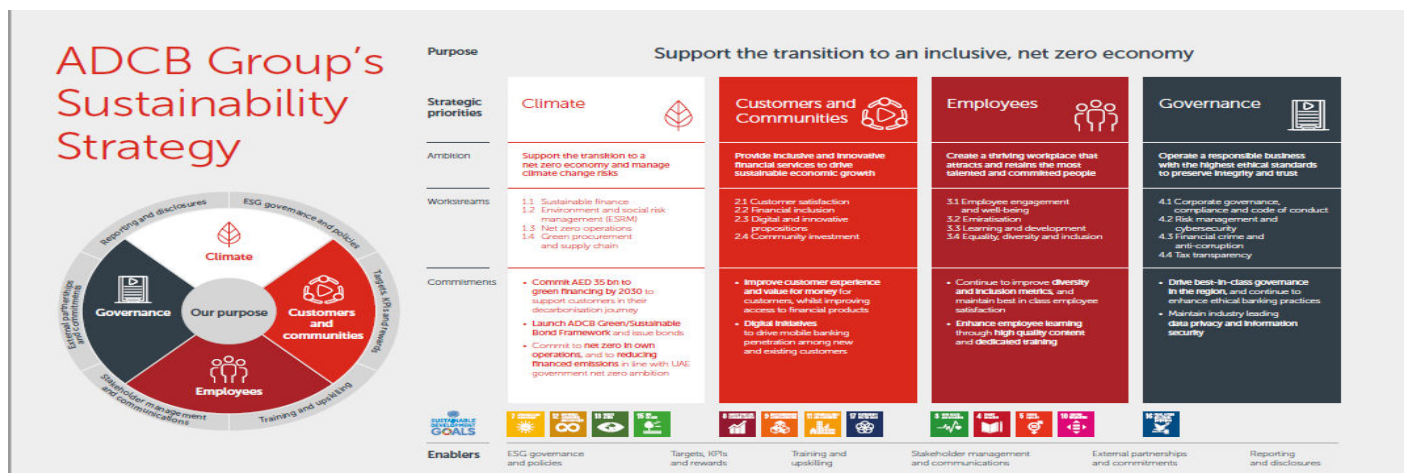 ADCB Group's
Sustainability
Strategy
Reporting and disclosures
ESG governance and policies
Targets, KPIs and rewards
Training and upskilling
Stakeholder management
and communications
External partnerships
and commitments
Climate
Governance
Our purpose
Customers
and
communities
Employees
Purpose
Support the transition to an inclusive, net zero economy
Strategic
priorities
Climate
Customers and
Communities
Employees
Governance
Ambition
Support the transition to a
net zero economy and manage
climate change risks
Provide inclusive and innovative
financial services to drive
sustainable economic growth
Create a thriving workplace that
attracts and retains the most
talented and committed people
Operate a responsible business
with the highest ethical standards
to preserve integrity and trust
Workstreams
1.1 Sustainable finance
1.2 Environment and social risk
management (ESRM)
1.3 Net zero operations
1.4 Green procurement
and supply chain
2.1 Customer satisfaction
2.2 Financial inclusion
2.3 Digital and innovative
propositions
2.4 Community investment
3.1 Employee engagement
and well-being
3.2 Emiratisation
3.3 Learning and development
3.4 Equality, diversity and inclusion
4.1 Corporate governance,
compliance and code of conduct
4.2 Risk management and
cybersecurity
4.3 Financial crime and
anti-corruption
4.4 Tax transparency
Commitments
• Commit AED 35 bn to
green financing by 2030 to
support customers in their
decarbonisation journey
• Launch ADCB Green/Sustainable
Bond Framework and issue bonds
• Commit to net zero in own
operations, and to reducing
financed emissions in line with UAE
government net zero ambition
• Improve customer experience
and value for money for
customers, whilst improving
access to financial products
• Digital initiatives
to drive mobile banking
penetration among new
and existing customers
• Continue to improve diversity
and inclusion metrics, and
maintain best in class employee
satisfaction
• Enhance employee learning
through high quality content
and dedicated training
• Drive best-in-class governance
in the region, and continue to
enhance ethical banking practices
• Maintain industry leading
data privacy and information
security
SUSTAINABLE
DEVELOPMENT
GOALS
7
12
13
15
8
9
11
17
3
4
5
10
16
Enablers
ESG governance
and policies
Targets, KPIs
and rewards
Training and
upskilling
Stakeholder management
and communications
External partnerships
and commitments
Reporting
and disclosures